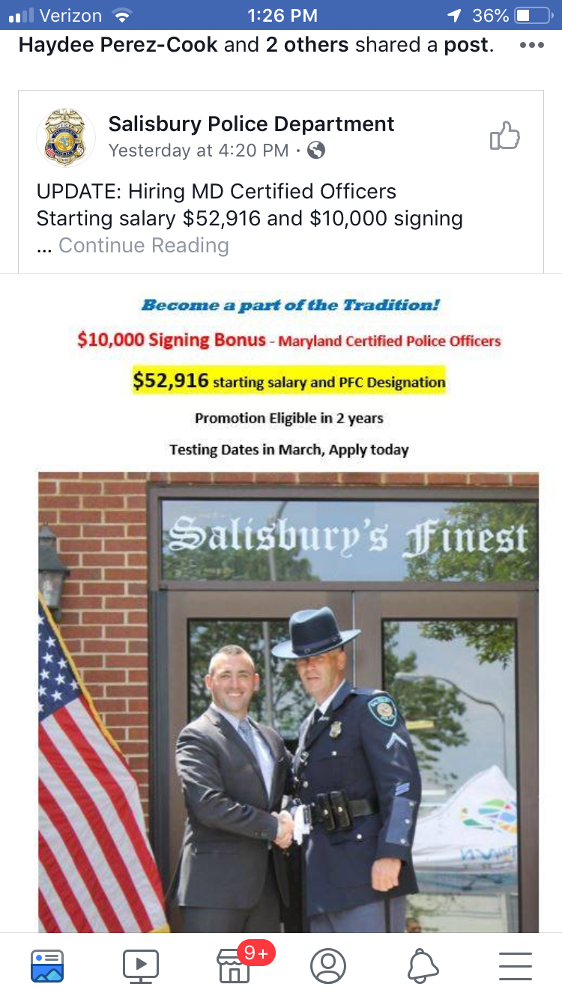 Verizon 1:26 PM 36%
Haydee Perez-Cook and 2 others shared a post.
Salisbury Police Department
Yesterday at 4:20 PM ·
UPDATE: Hiring MD Certified Officers
Starting salary $52,916 and $10,000 signing
... Continue Reading
Become a part of the Tradition!
$10,000 Signing Bonus - Maryland Certified Police Officers
$52,916 starting salary and PFC Designation
Promotion Eligible in 2 years
Testing Dates in March, Apply today
Salisbury's Finest
9+